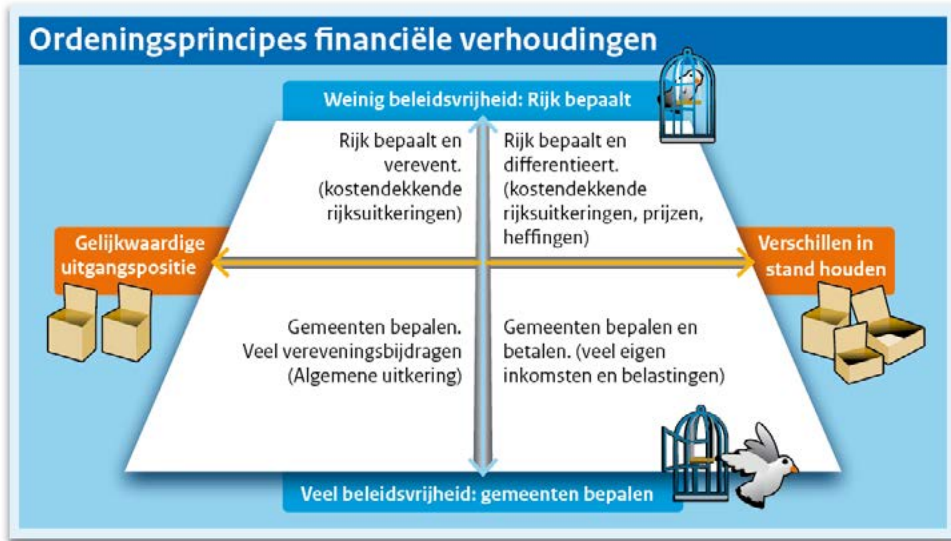 Ordeningsprincipes financiële verhoudingen
Weinig beleidsvrijheid: Rijk bepaalt
Rijk bepaalt en
verevent.
(kostendekkende
rijksuitkeringen)
Rijk bepaalt en
differentieert.
(kostendekkende
rijksuitkeringen, prijzen,
heffingen)
Gelijkwaardige
uitgangspositie
Verschillen in
stand houden
Gemeenten bepalen.
Veel vereveningsbijdragen
(Algemene uitkering)
Gemeenten bepalen en
betalen. (veel eigen
inkomsten en belastingen)
Veel beleidsvrijheid: gemeenten bepalen